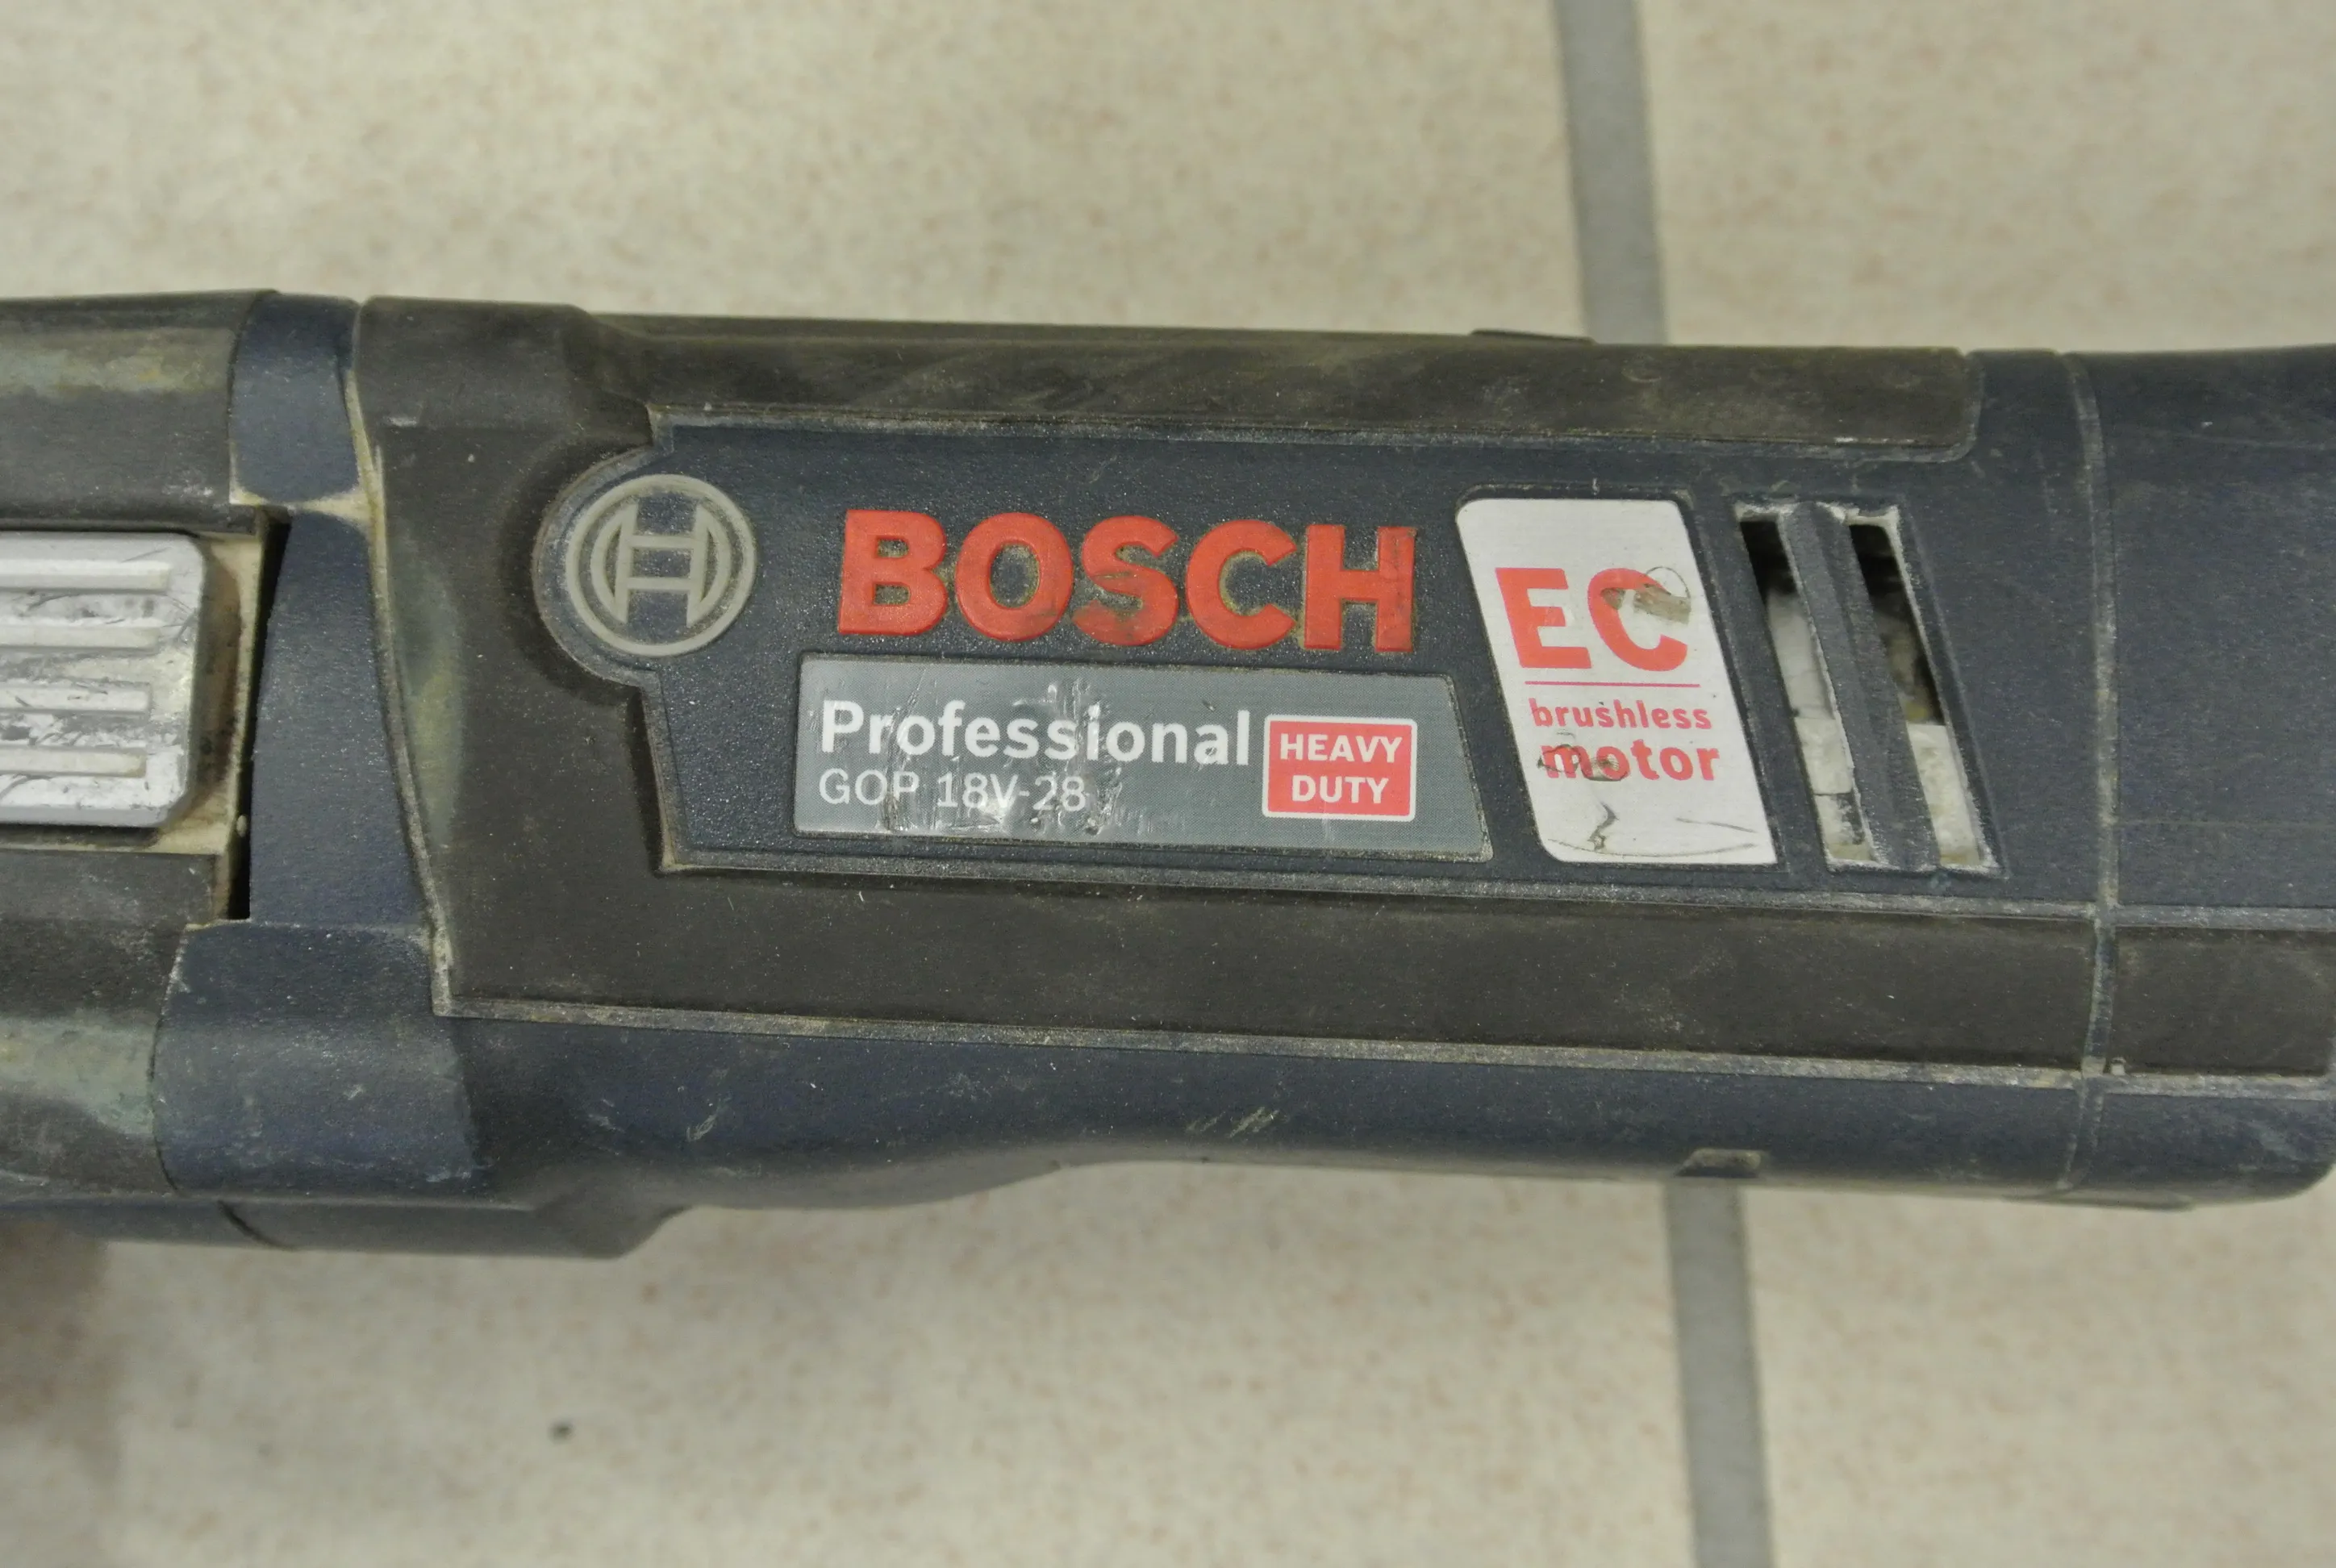 BOSCH
Professional
GOP 18V-28
HEAVY
DUTY
EC
brushless
motor